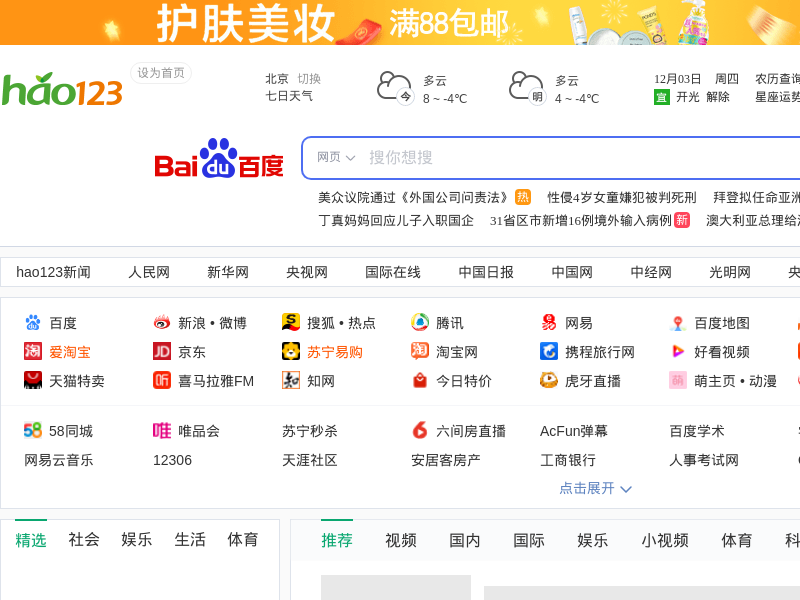 护肤美妆 满88包邮
hao123 设为首页
北京 切换
七日天气
多云
8 ~ -4℃
今
多云
4 ~ -4℃
明
12月03日 周四 农历查询
宜 开光 解除 星座运势
Bai du 百度 网页 搜你想搜
美众议院通过《外国公司问责法》 热 性侵4岁女童嫌犯被判死刑 拜登拟任命亚洲
丁真妈妈回应儿子入职国企 31省区市新增16例境外输入病例 新 澳大利亚总理给
hao123新闻 人民网 新华网 央视网 国际在线 中国日报 中国网 中经网 光明网 央
百度 新浪 • 微博 搜狐 • 热点 腾讯 网易 百度地图
爱淘宝 京东 苏宁易购 淘宝网 携程旅行网 好看视频
天猫特卖 喜马拉雅FM 知网 今日特价 虎牙直播 萌主页 • 动漫
58同城 唯品会 苏宁秒杀 六间房直播 AcFun弹幕 百度学术
网易云音乐 12306 天涯社区 安居客房产 工商银行 人事考试网
点击展开
精选 社会 娱乐 生活 体育
推荐 视频 国内 国际 娱乐 小视频 体育 科